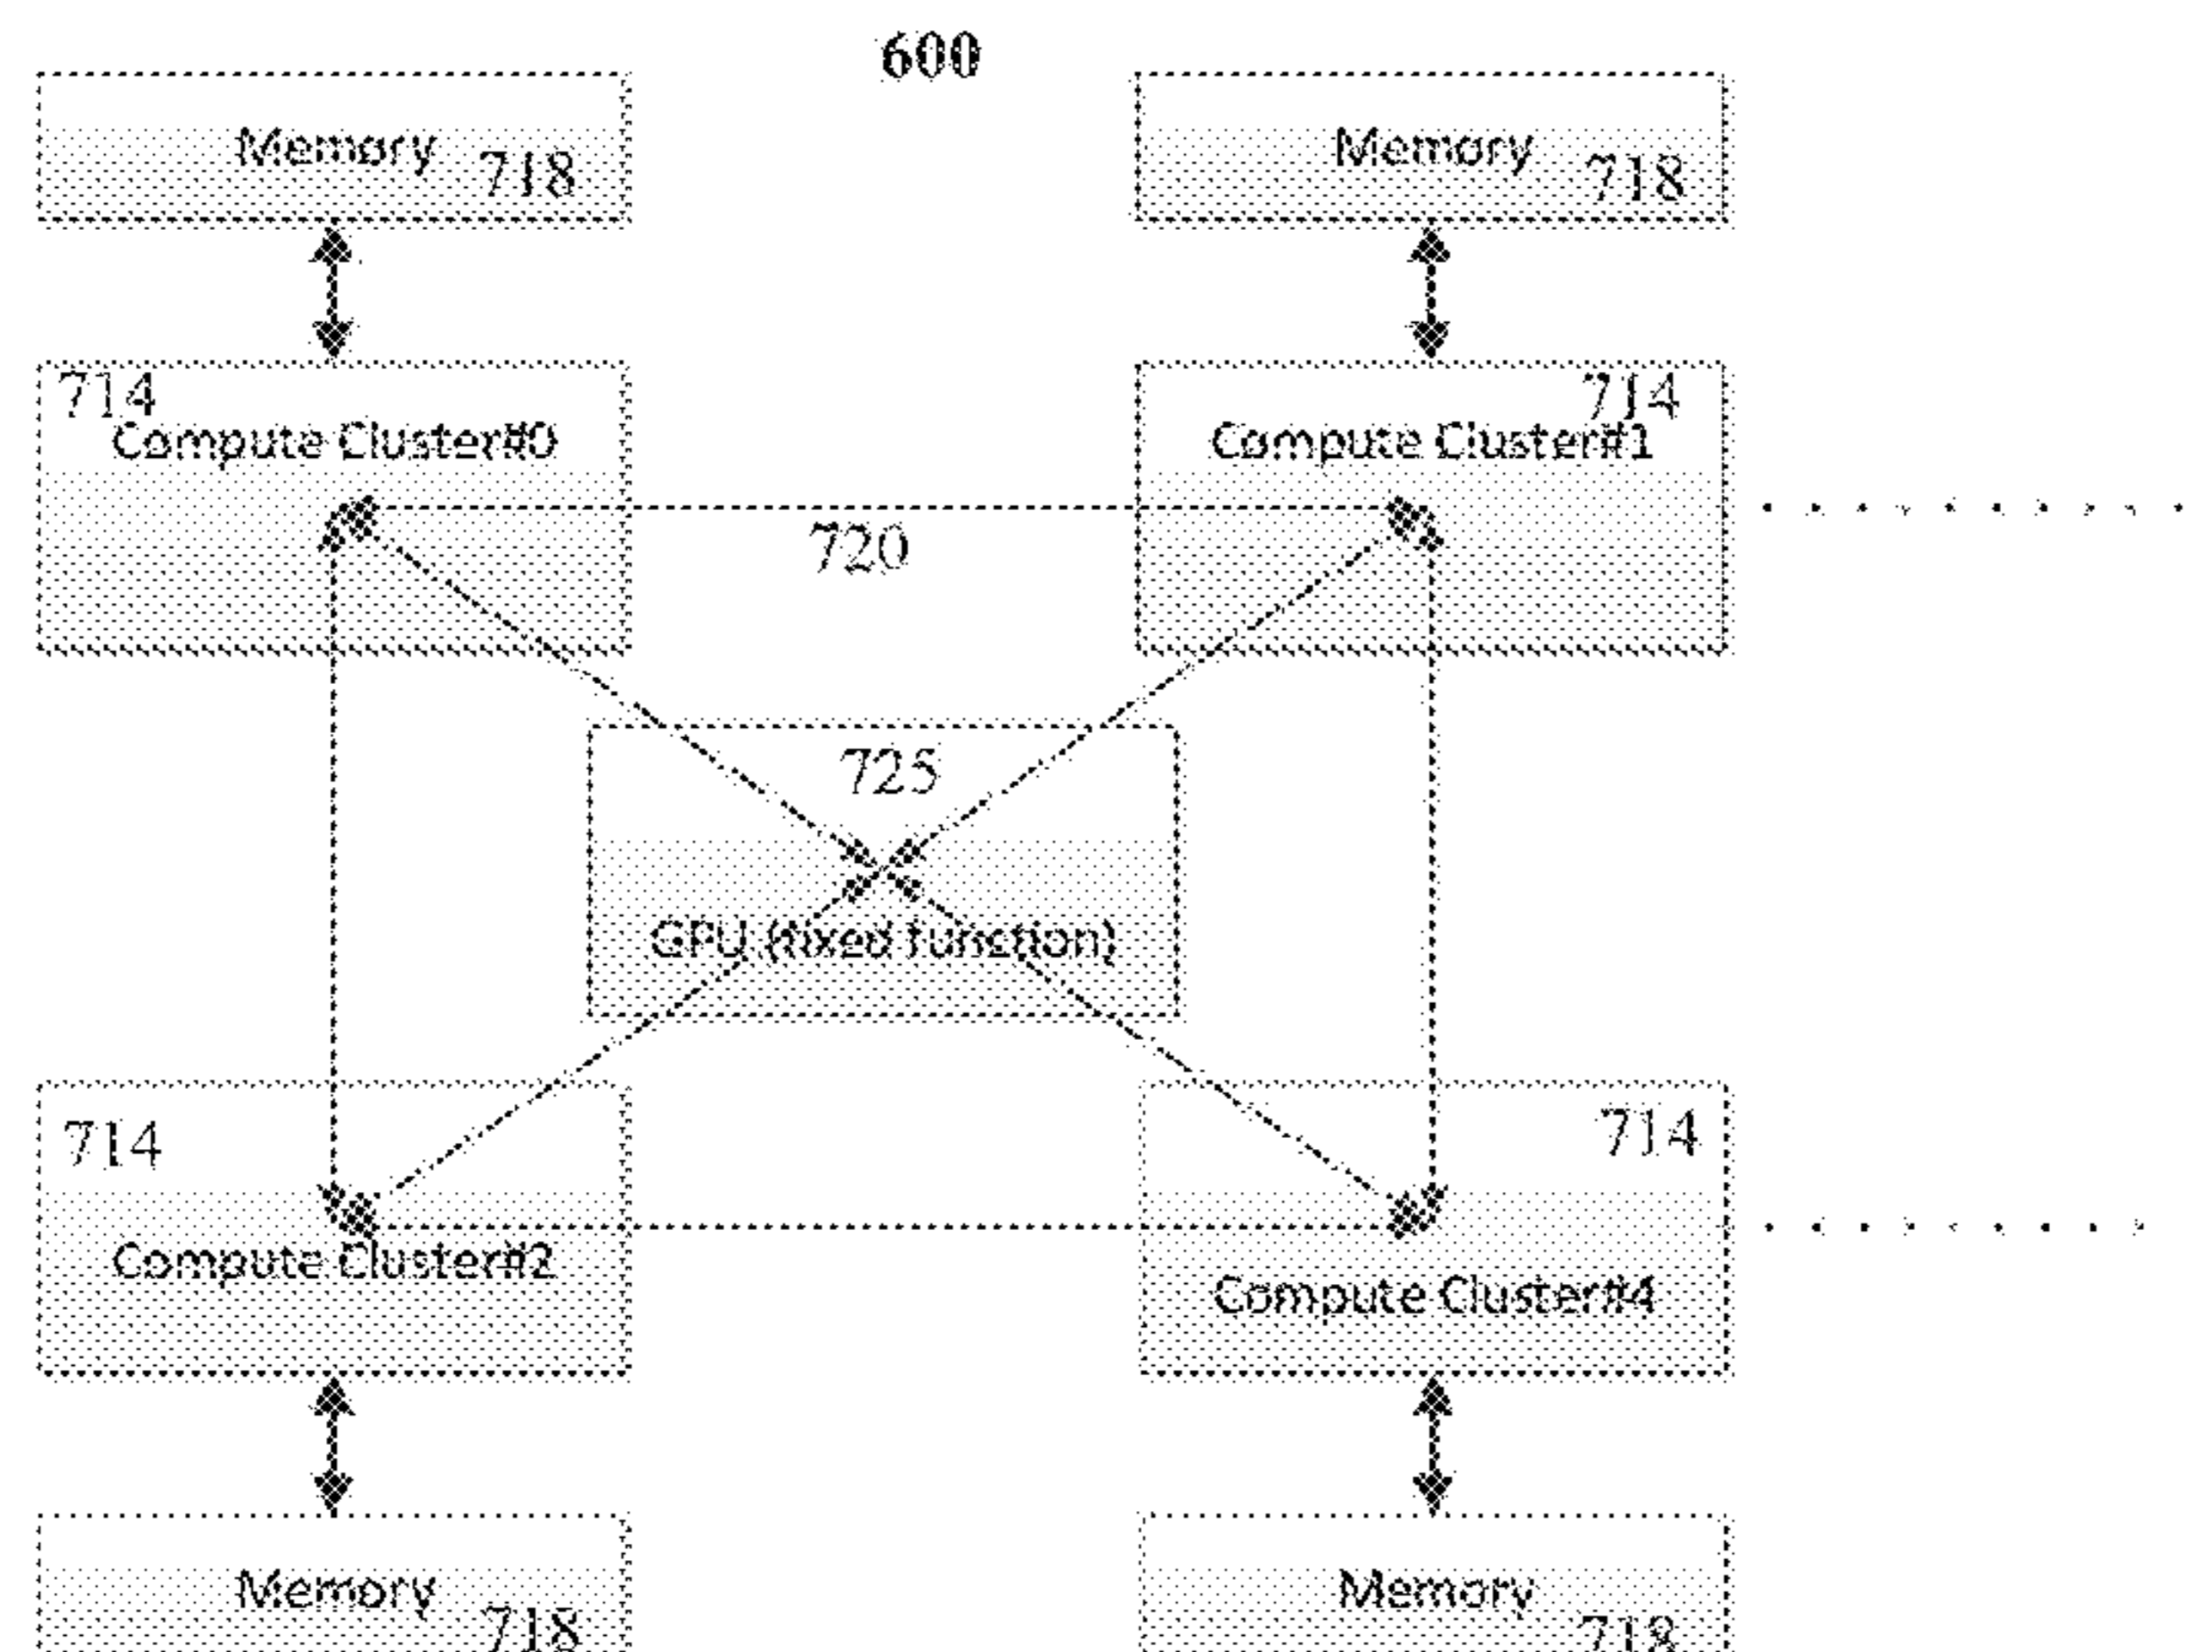 600
Memory 718
Memory 718
714
Compute Cluster#0
714
Compute Cluster#1
720
725
GPU (fixed function)
714
Compute Cluster#2
714
Compute Cluster#4
Memory 718
Memory 718